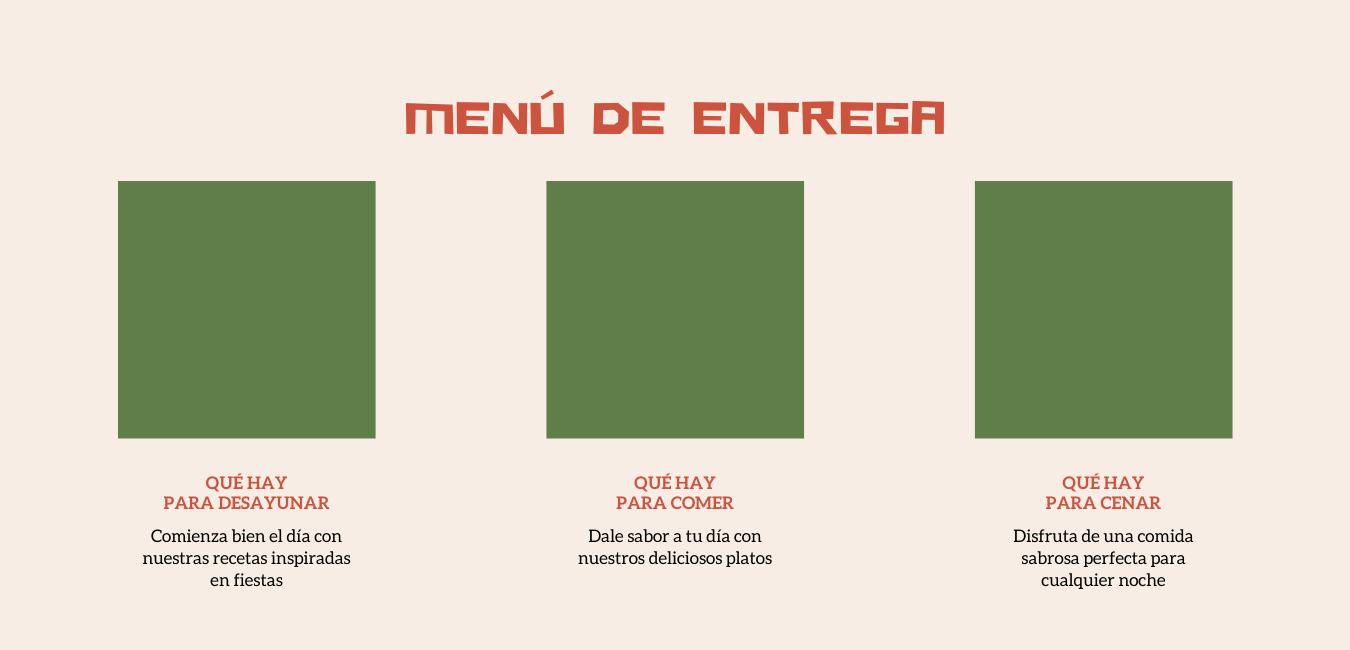 MENÚ DE ENTREGA
QUÉ HAY
PARA DESAYUNAR
Comienza bien el día con
nuestras recetas inspiradas
en fiestas
QUÉ HAY
PARA COMER
Dale sabor a tu día con
nuestros deliciosos platos
QUÉ HAY
PARA CENAR
Disfruta de una comida
sabrosa perfecta para
cualquier noche